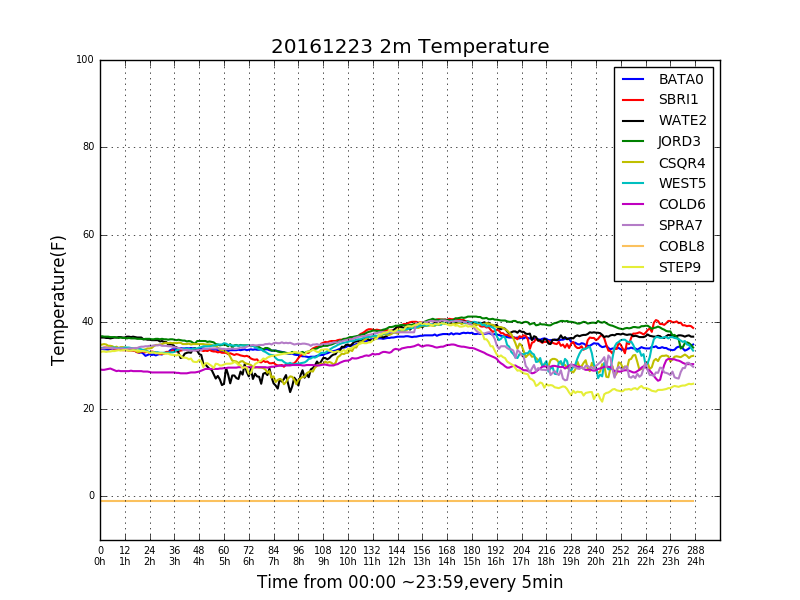 20161223 2m Temperature
100
80
60
40
20
0
Temperature(F)
BATA0
SBRI1
WATE2
JORD3
CSQR4
WEST5
COLD6
SPRA7
COBL8
STEP9
0 12 24 36 48 60 72 84 96 108 120 132 144 156 168 180 192 204 216 228 240 252 264 276 288
0h 1h 2h 3h 4h 5h 6h 7h 8h 9h 10h 11h 12h 13h 14h 15h 16h 17h 18h 19h 20h 21h 22h 23h 24h
Time from 00:00 ~23:59,every 5min